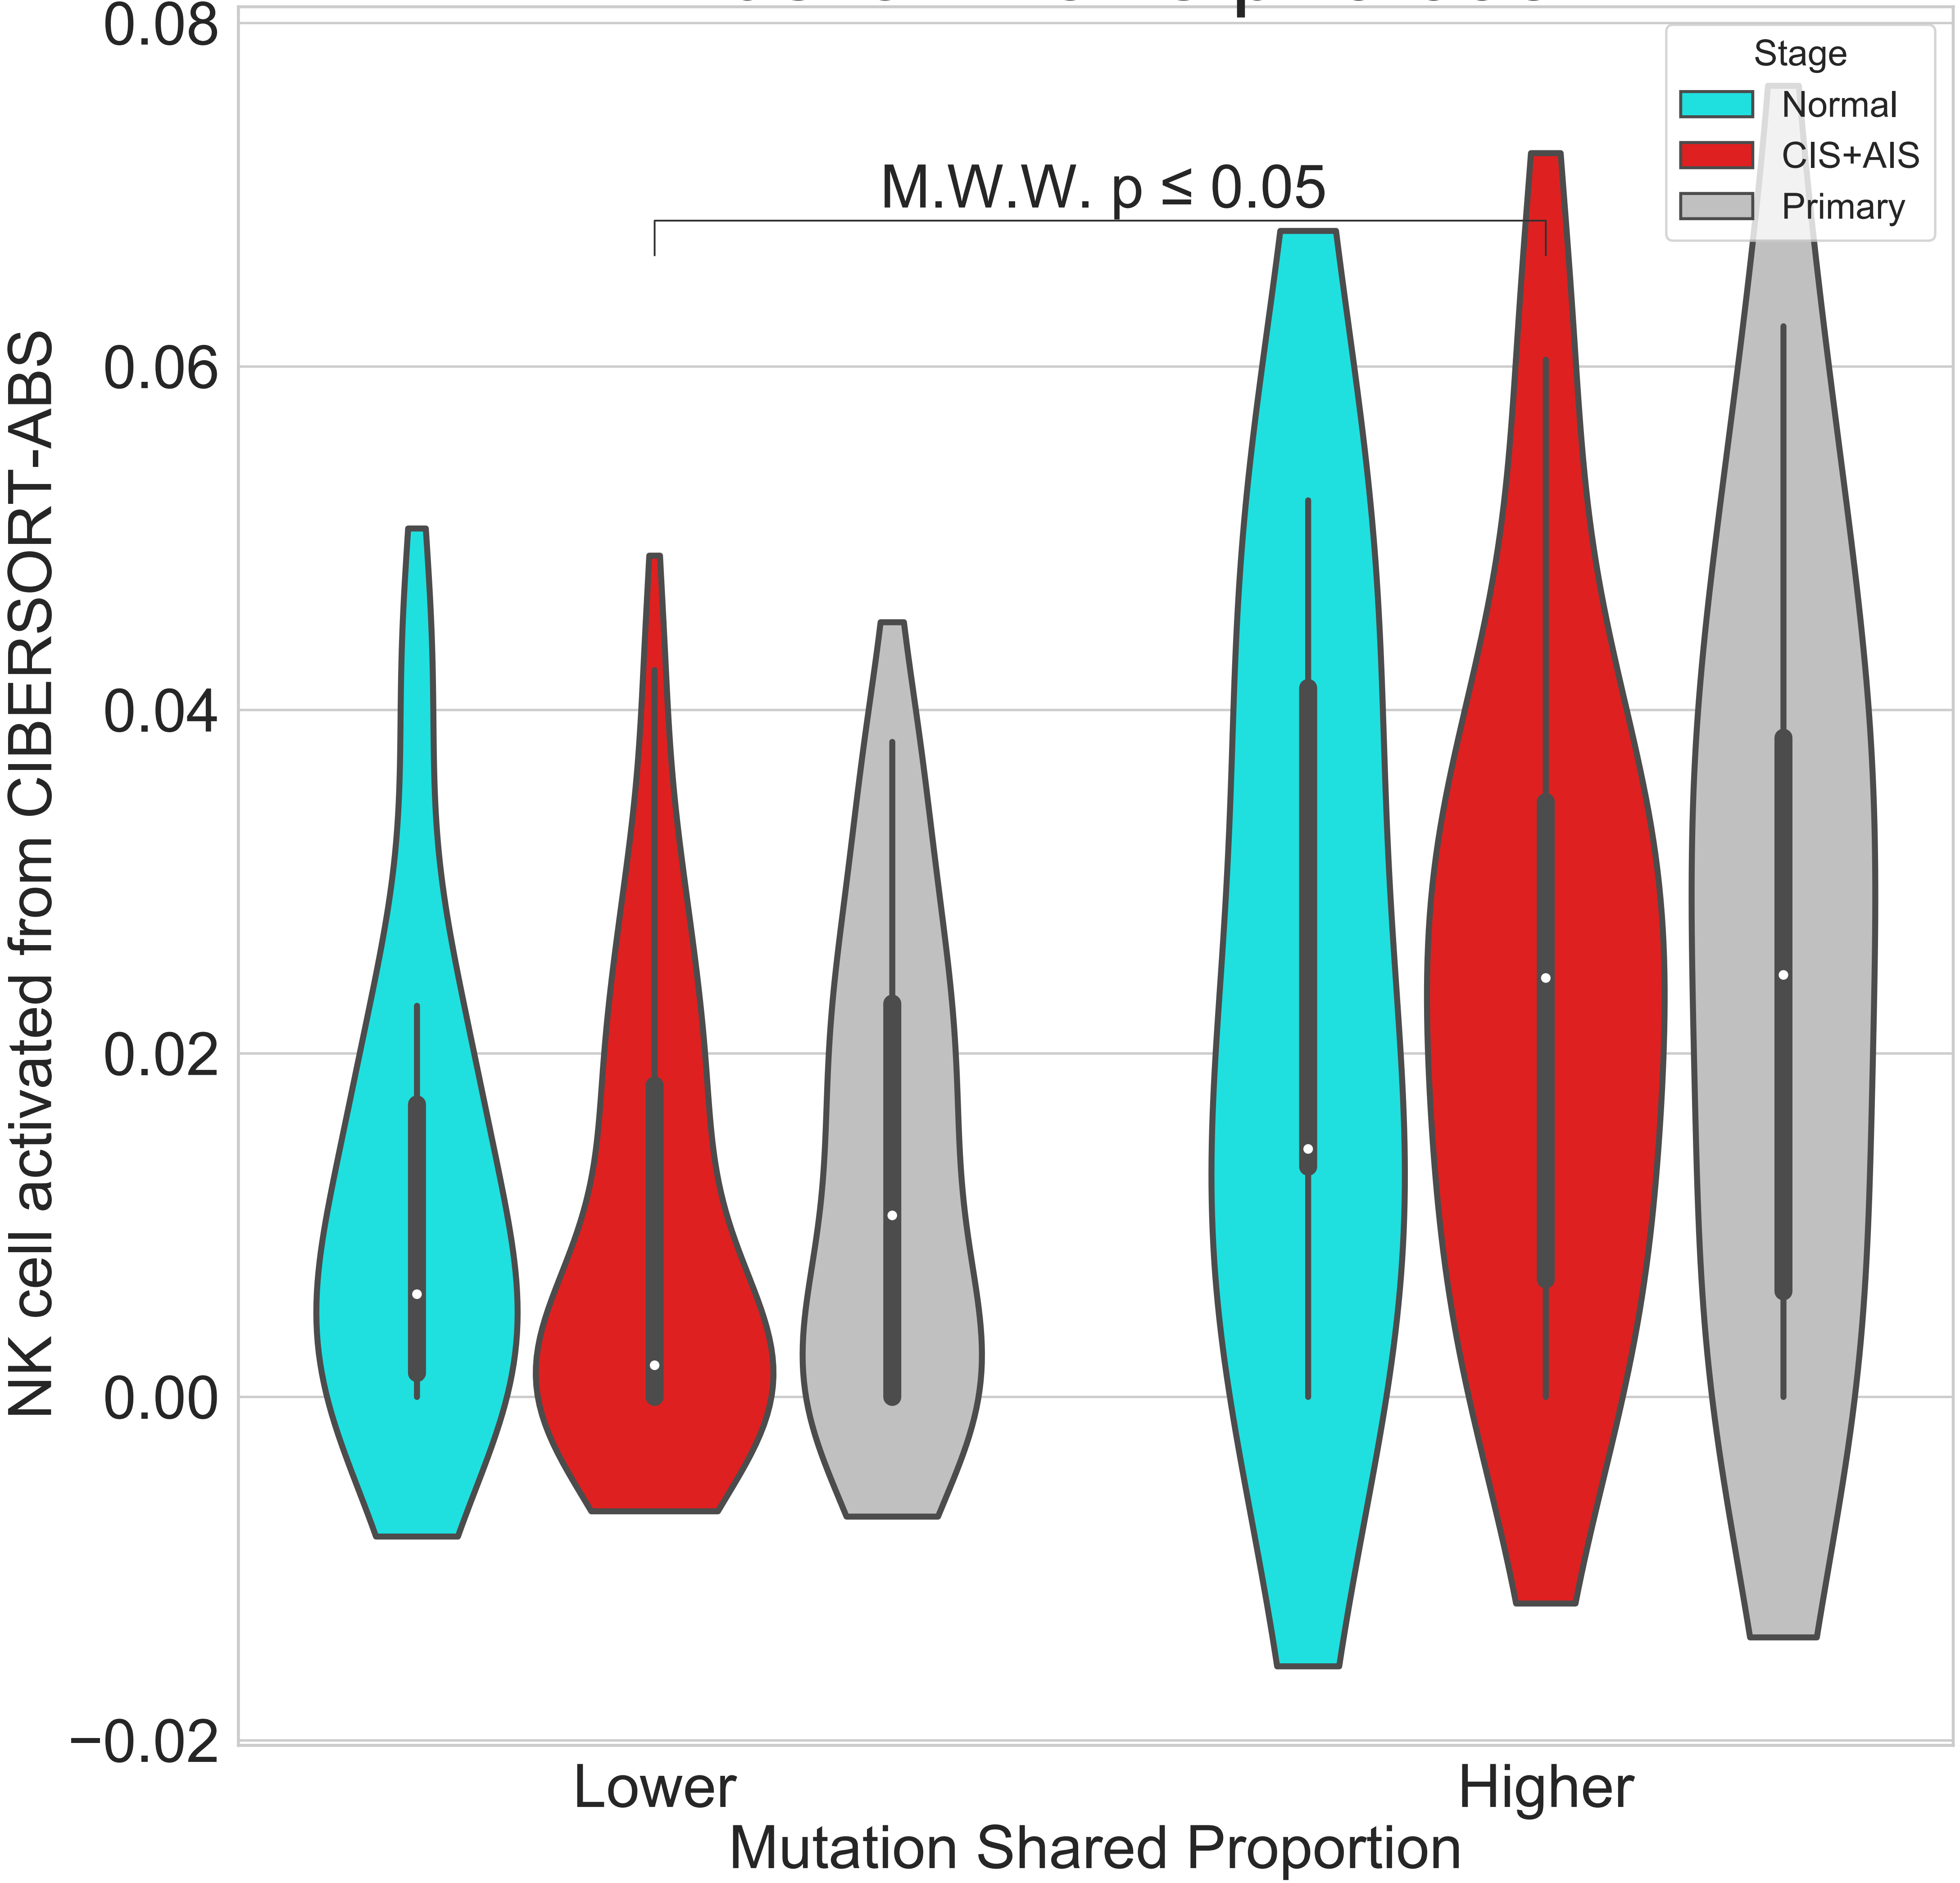 0.08
0.06
0.04
0.02
0.00
−0.02
NK cell activated from CIBERSORT-ABS
M.W.W. p ≤ 0.05
Stage
Normal
CIS+AIS
Primary
Lower
Higher
Mutation Shared Proportion